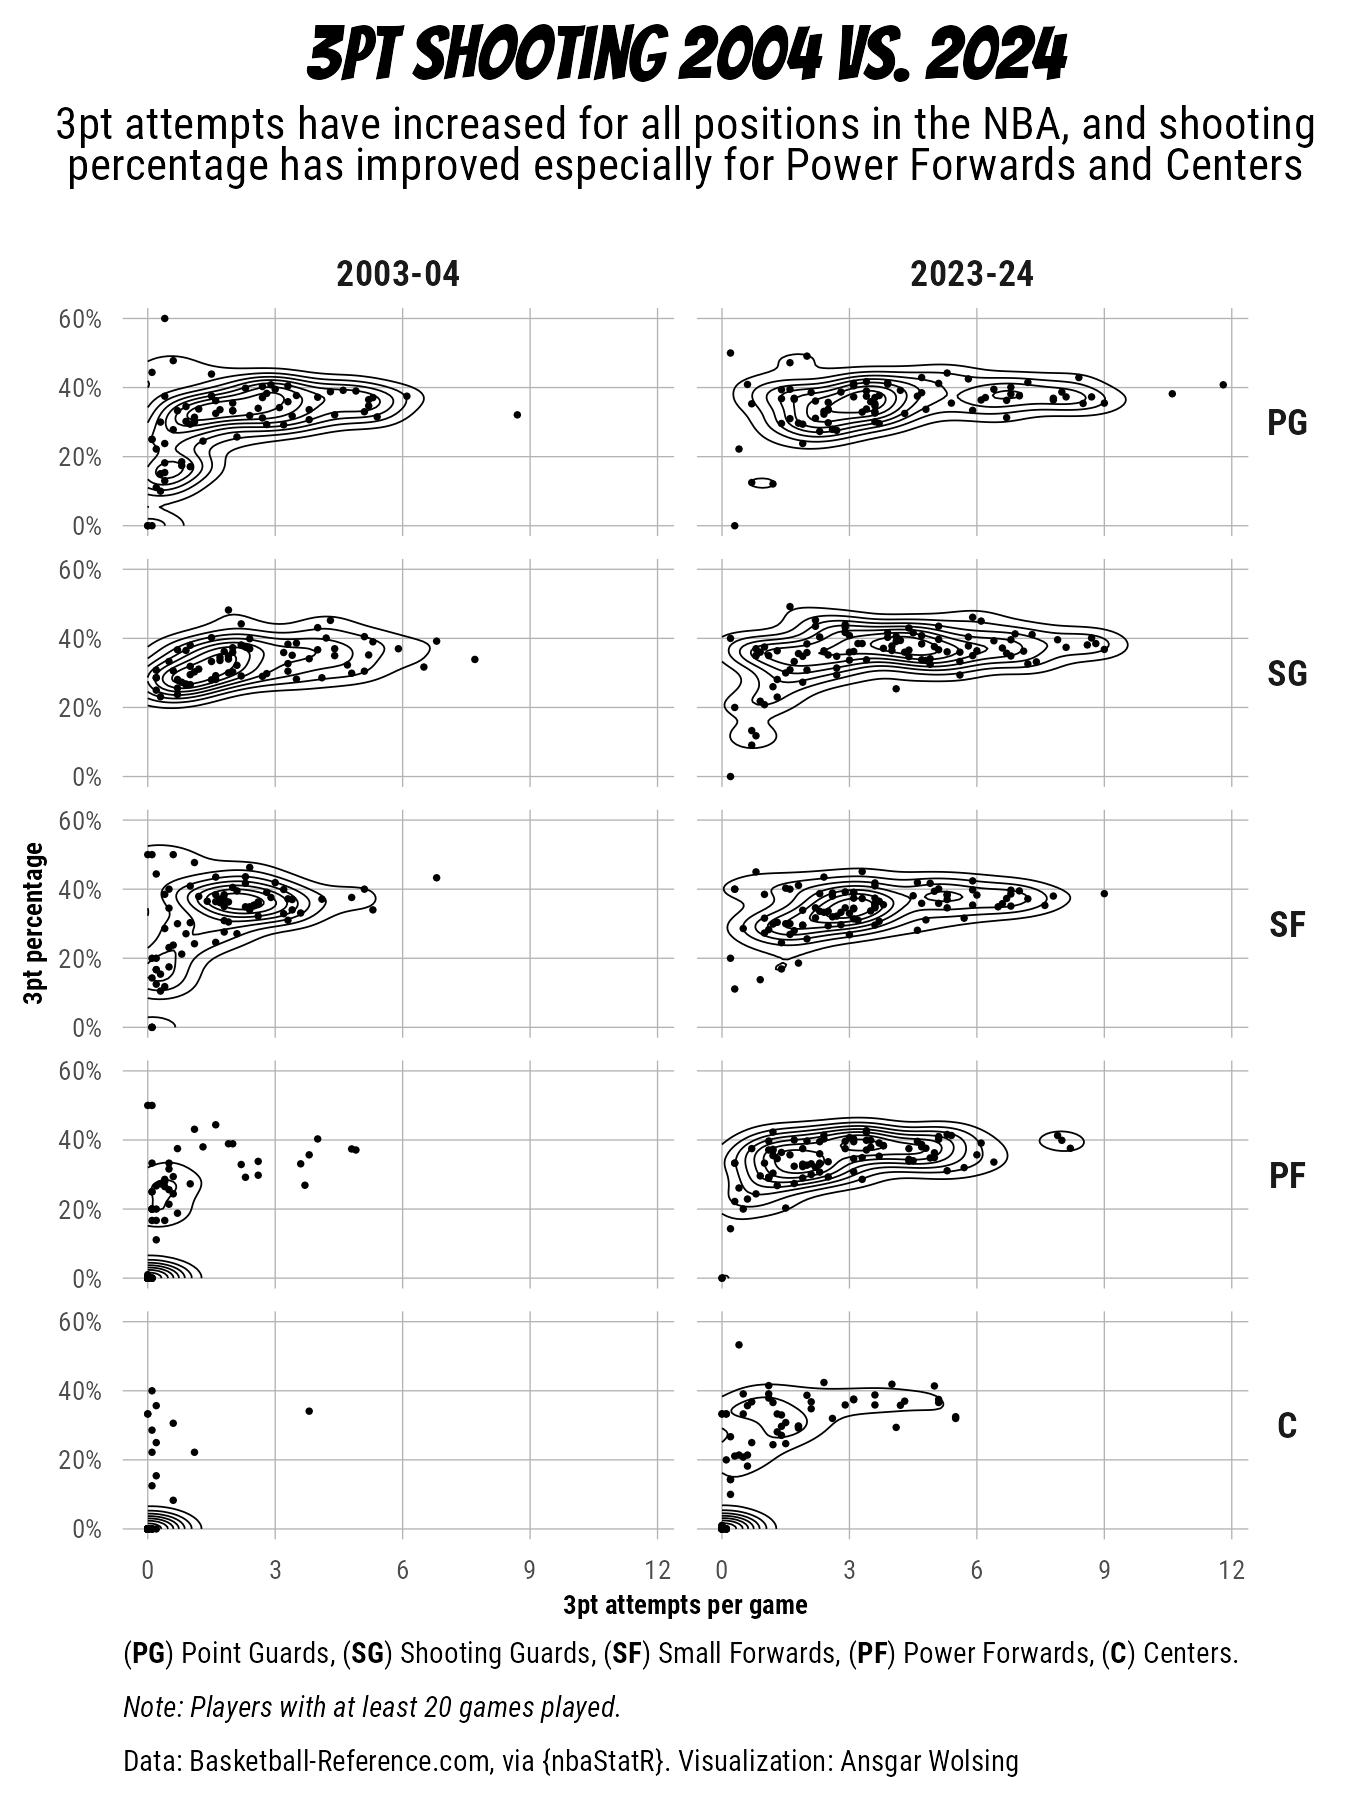 3PT SHOOTING 2004 VS. 2024
3pt attempts have increased for all positions in the NBA, and shooting
percentage has improved especially for Power Forwards and Centers
2003-04 2023-24
60%
40%
20%
0%
PG
60%
40%
20%
0%
SG
3pt percentage
60%
40%
20%
0%
SF
60%
40%
20%
0%
PF
60%
40%
20%
0%
C
0 3 6 9 12 0 3 6 9 12
3pt attempts per game
(PG) Point Guards, (SG) Shooting Guards, (SF) Small Forwards, (PF) Power Forwards, (C) Centers.
Note: Players with at least 20 games played.
Data: Basketball-Reference.com, via {nbaStatR}. Visualization: Ansgar Wolsing